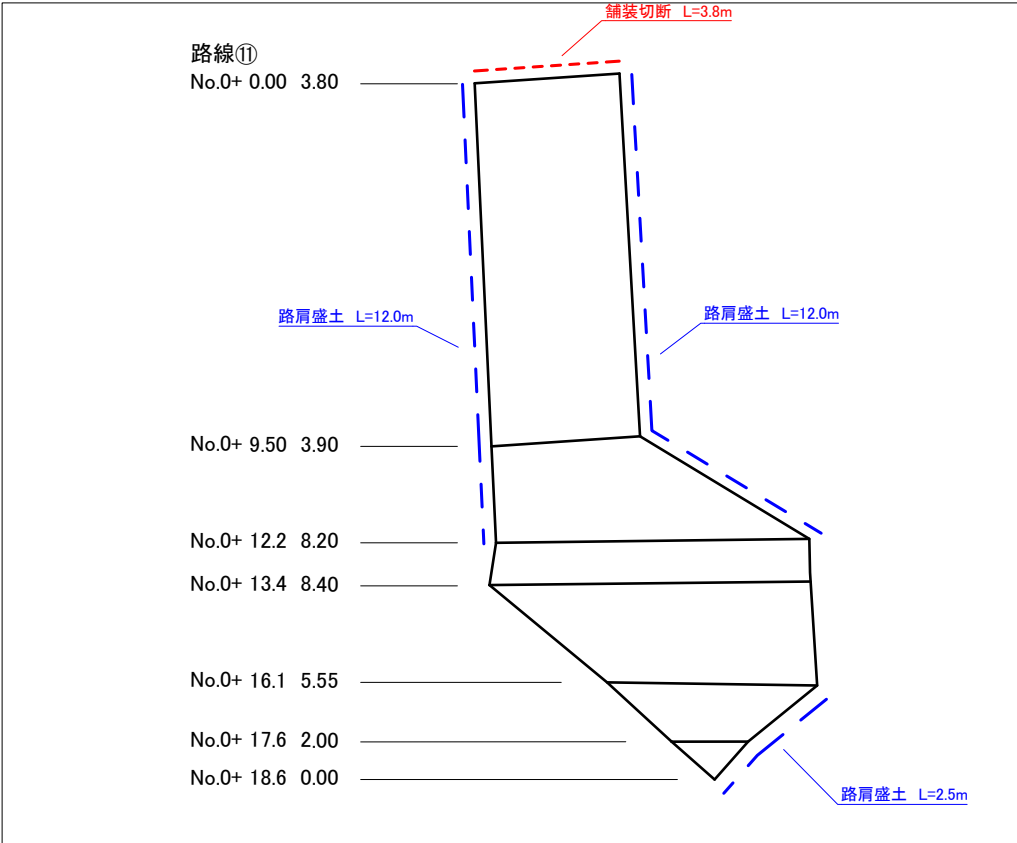 舗装切断 L=3.8m
路線⑪
No.0+ 0.00 3.80
路肩盛土 L=12.0m
路肩盛土 L=12.0m
No.0+ 9.50 3.90
No.0+ 12.2 8.20
No.0+ 13.4 8.40
No.0+ 16.1 5.55
No.0+ 17.6 2.00
No.0+ 18.6 0.00
路肩盛土 L=2.5m